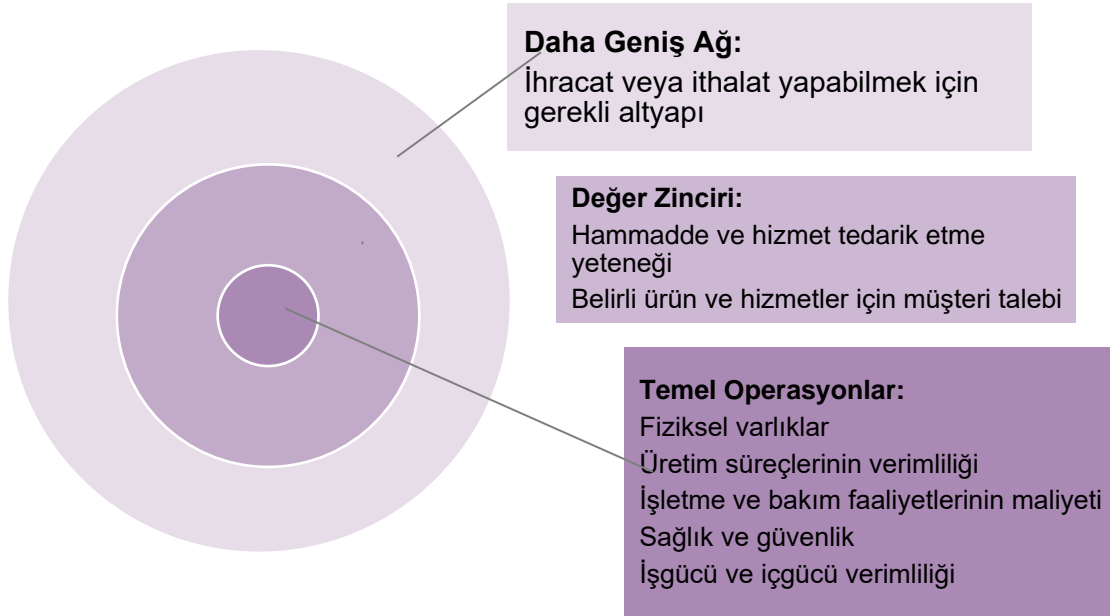 Daha Geniş Ağ:
İhracat veya ithalat yapabilmek için
gerekli altyapı
Değer Zinciri:
Hammadde ve hizmet tedarik etme
yeteneği
Belirli ürün ve hizmetler için müşteri talebi
Temel Operasyonlar:
Fiziksel varlıklar
Üretim süreçlerinin verimliliği
İşletme ve bakım faaliyetlerinin maliyeti
Sağlık ve güvenlik
İşgücü ve içgücü verimliliği